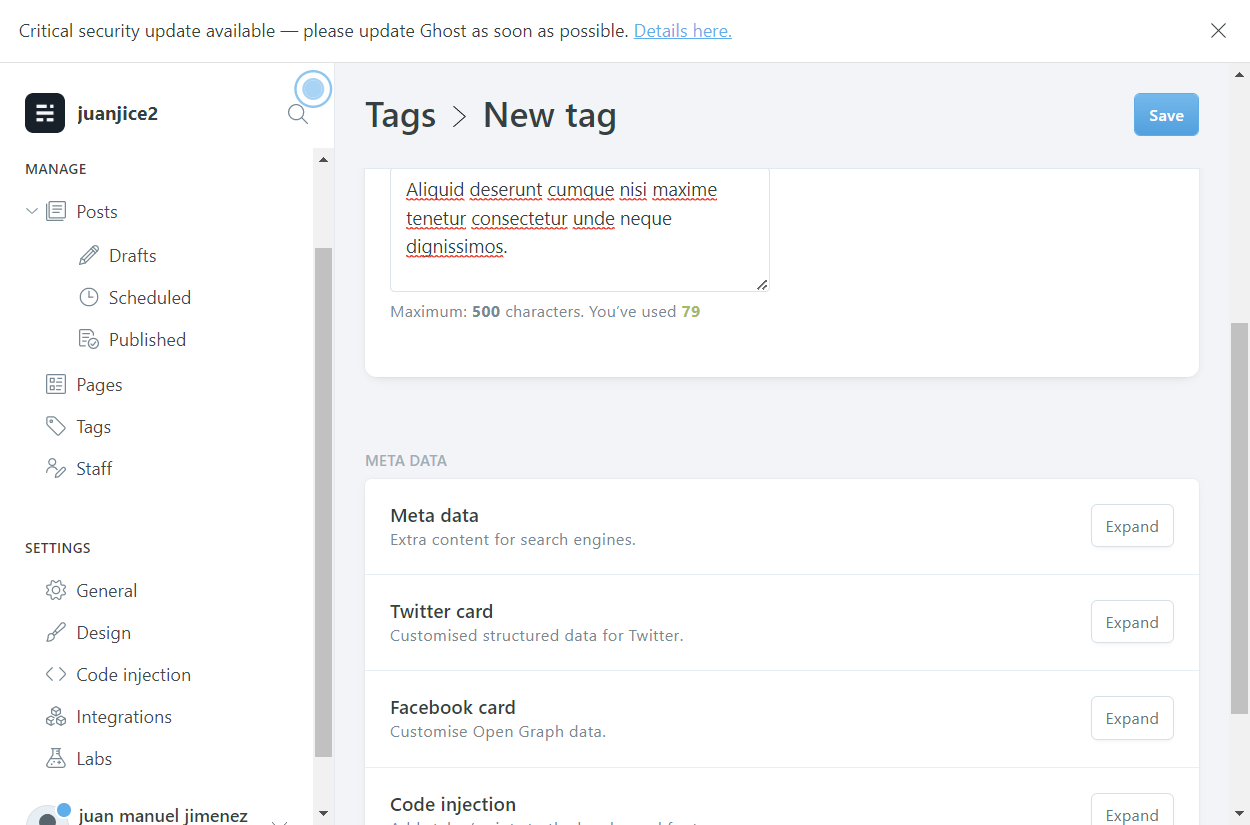 Critical security update available — please update Ghost as soon as possible. Details here.
juanjice2
MANAGE
Posts
Drafts
Scheduled
Published
Pages
Tags
Staff
SETTINGS
General
Design
Code injection
Integrations
Labs
juan manuel jimenez
Tags > New tag
Save
Aliquid deserunt cumque nisi maxime
tenetur consectetur unde neque
dignissimos.
Maximum: 500 characters. You’ve used 79
META DATA
Meta data
Extra content for search engines.
Expand
Twitter card
Customised structured data for Twitter.
Expand
Facebook card
Customise Open Graph data.
Expand
Code injection
Expand